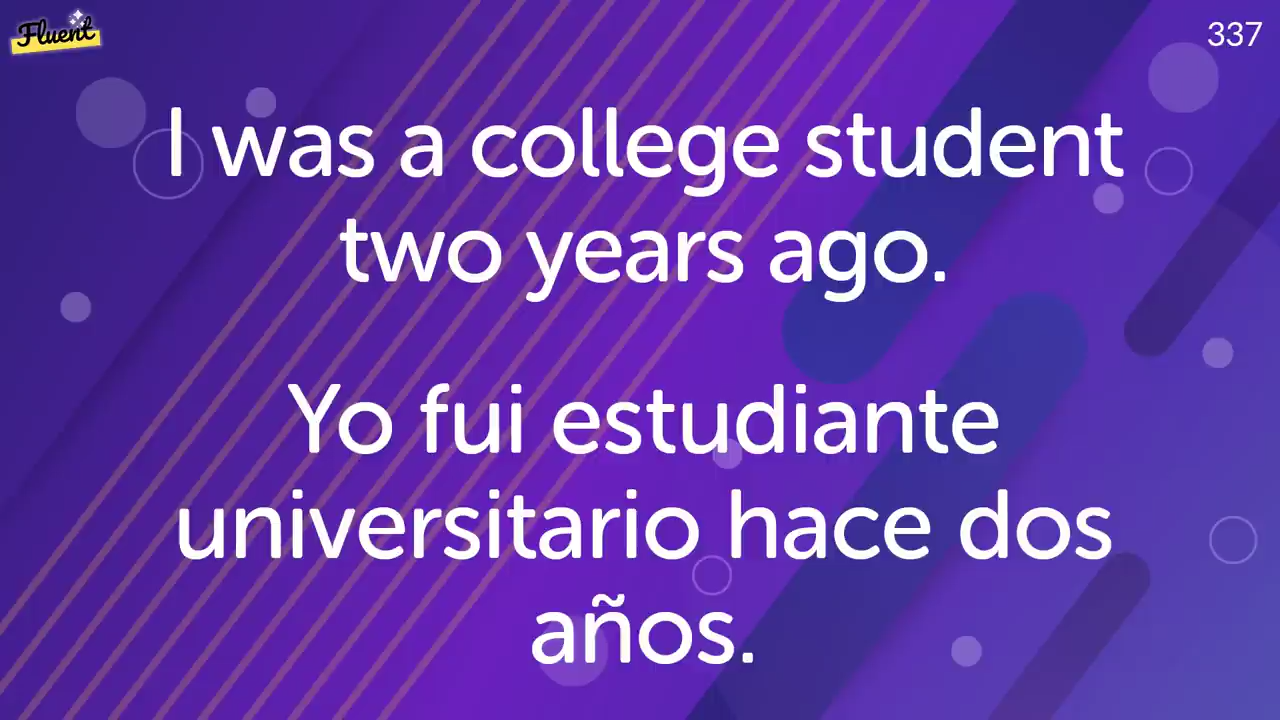 Fluent
337
I was a college student
two years ago.
Yo fui estudiante
universitario hace dos
años.